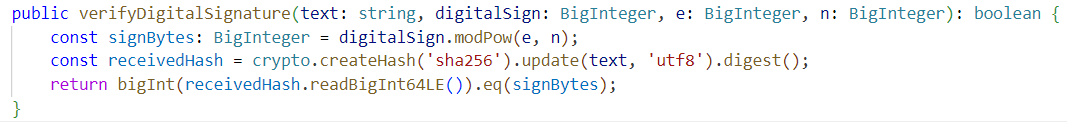 public verifyDigitalSignature(text: string, digitalSign: BigInteger, e: BigInteger, n: BigInteger): boolean {
    const signBytes: BigInteger = digitalSign.modPow(e, n);
    const receivedHash = crypto.createHash('sha256').update(text, 'utf8').digest();
    return bigInt(receivedHash.readBigInt64LE()).eq(signBytes);
}